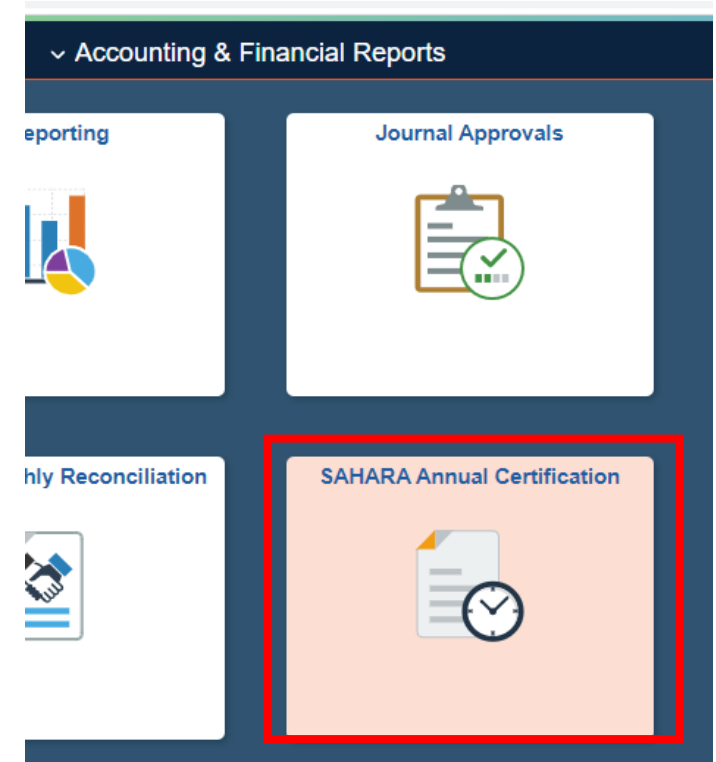 Accounting & Financial Reports
eporting
Journal Approvals
hly Reconciliation
SAHARA Annual Certification